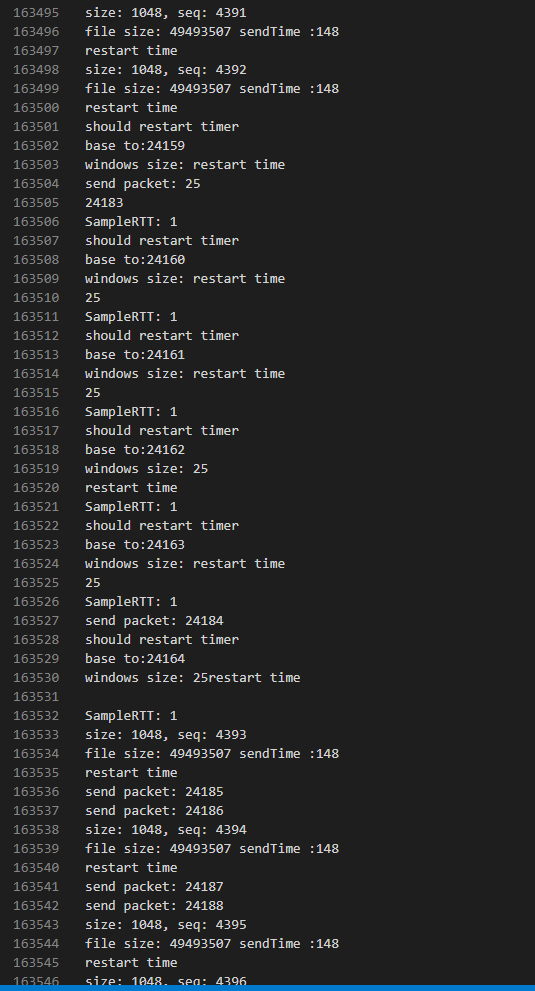 163495 size: 1048, seq: 4391
163496 file size: 49493507 sendTime :148
163497 restart time
163498 size: 1048, seq: 4392
163499 file size: 49493507 sendTime :148
163500 restart time
163501 should restart timer
163502 base to:24159
163503 windows size: restart time
163504 send packet: 25
163505 24183
163506 SampleRTT: 1
163507 should restart timer
163508 base to:24160
163509 windows size: restart time
163510 25
163511 SampleRTT: 1
163512 should restart timer
163513 base to:24161
163514 windows size: restart time
163515 25
163516 SampleRTT: 1
163517 should restart timer
163518 base to:24162
163519 windows size: 25
163520 restart time
163521 SampleRTT: 1
163522 should restart timer
163523 base to:24163
163524 windows size: restart time
163525 25
163526 SampleRTT: 1
163527 send packet: 24184
163528 should restart timer
163529 base to:24164
163530 windows size: 25restart time
163531
163532 SampleRTT: 1
163533 size: 1048, seq: 4393
163534 file size: 49493507 sendTime :148
163535 restart time
163536 send packet: 24185
163537 send packet: 24186
163538 size: 1048, seq: 4394
163539 file size: 49493507 sendTime :148
163540 restart time
163541 send packet: 24187
163542 send packet: 24188
163543 size: 1048, seq: 4395
163544 file size: 49493507 sendTime :148
163545 restart time
163546 size: 1048, seq: 4396